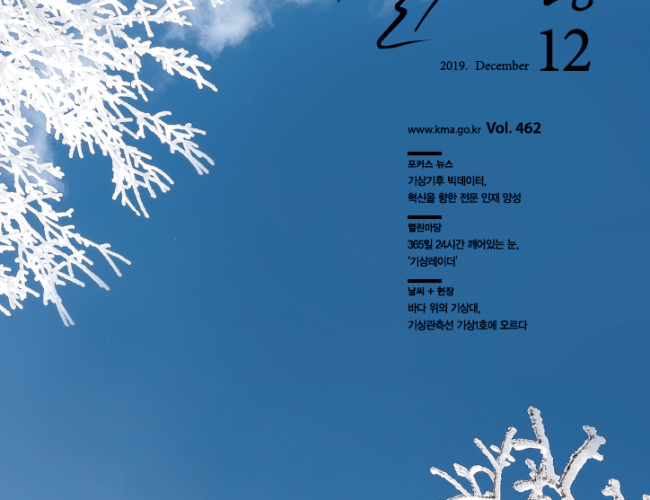 2019. December 12
www.kma.go.kr Vol. 462
포커스 뉴스
기상기후 빅데이터,
혁신을 향한 전문 인재 양성
열린마당
365일 24시간 깨어있는 눈,
'기상레이더'
날씨 + 현장
바다 위의 기상대,
기상관측선 기상1호에 오르다